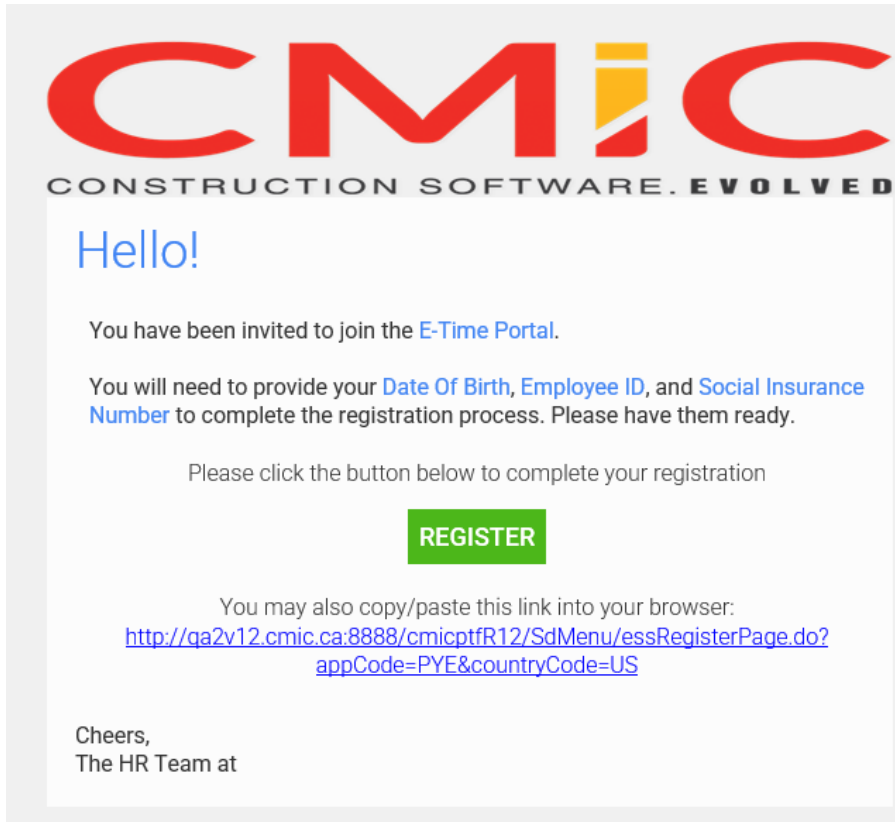 CMiC
CONSTRUCTION SOFTWARE. EVOLVED
Hello!
You have been invited to join the E-Time Portal.
You will need to provide your Date Of Birth, Employee ID, and Social Insurance
Number to complete the registration process. Please have them ready.
Please click the button below to complete your registration
REGISTER
You may also copy/paste this link into your browser:
http://qa2v12.cmic.ca:8888/cmicptfR12/SdMenu/essRegisterPage.do?
appCode=PYE&countryCode=US
Cheers,
The HR Team at